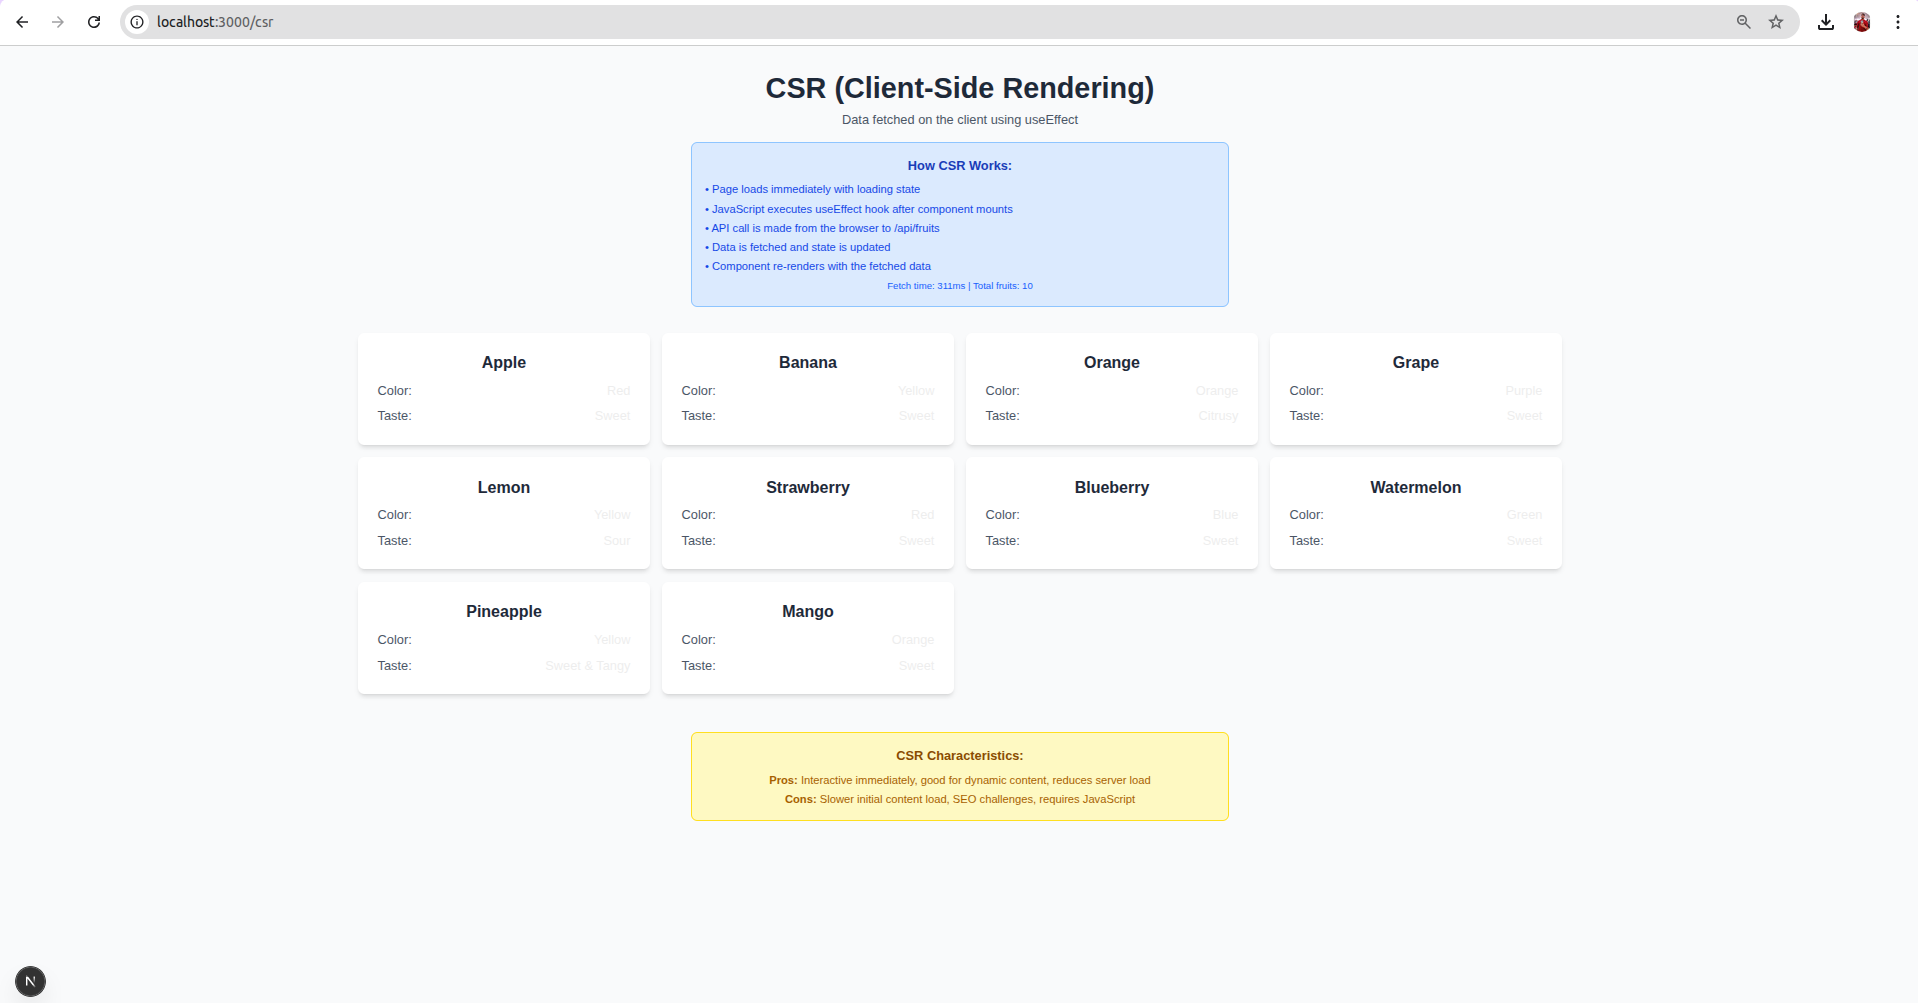 localhost:3000/csr
CSR (Client-Side Rendering)
Data fetched on the client using useEffect
How CSR Works:
• Page loads immediately with loading state
• JavaScript executes useEffect hook after component mounts
• API call is made from the browser to /api/fruits
• Data is fetched and state is updated
• Component re-renders with the fetched data
Fetch time: 311ms | Total fruits: 10
Apple
Color: Red
Taste: Sweet
Banana
Color: Yellow
Taste: Sweet
Orange
Color: Orange
Taste: Citrusy
Grape
Color: Purple
Taste: Sweet
Lemon
Color: Yellow
Taste: Sour
Strawberry
Color: Red
Taste: Sweet
Blueberry
Color: Blue
Taste: Sweet
Watermelon
Color: Green
Taste: Sweet
Pineapple
Color: Yellow
Taste: Sweet & Tangy
Mango
Color: Orange
Taste: Sweet
CSR Characteristics:
Pros: Interactive immediately, good for dynamic content, reduces server load
Cons: Slower initial content load, SEO challenges, requires JavaScript
N